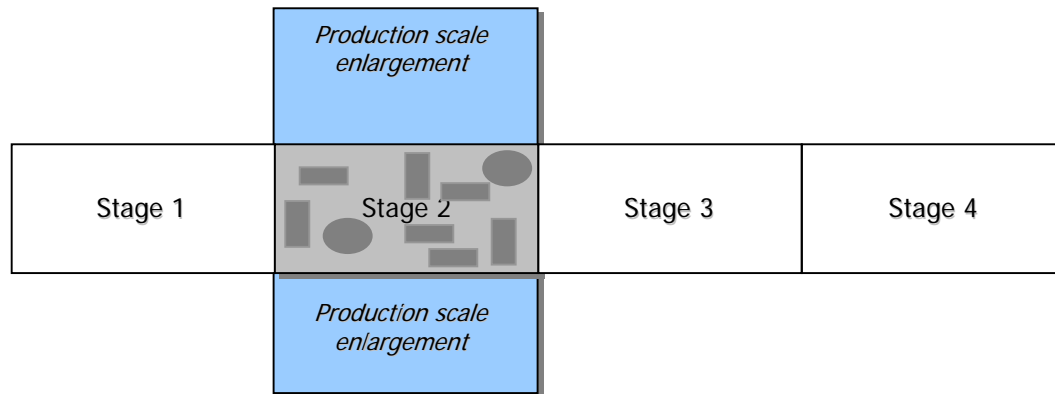 Production scale
enlargement
Stage 1
Stage 2
Stage 3
Stage 4
Production scale
enlargement